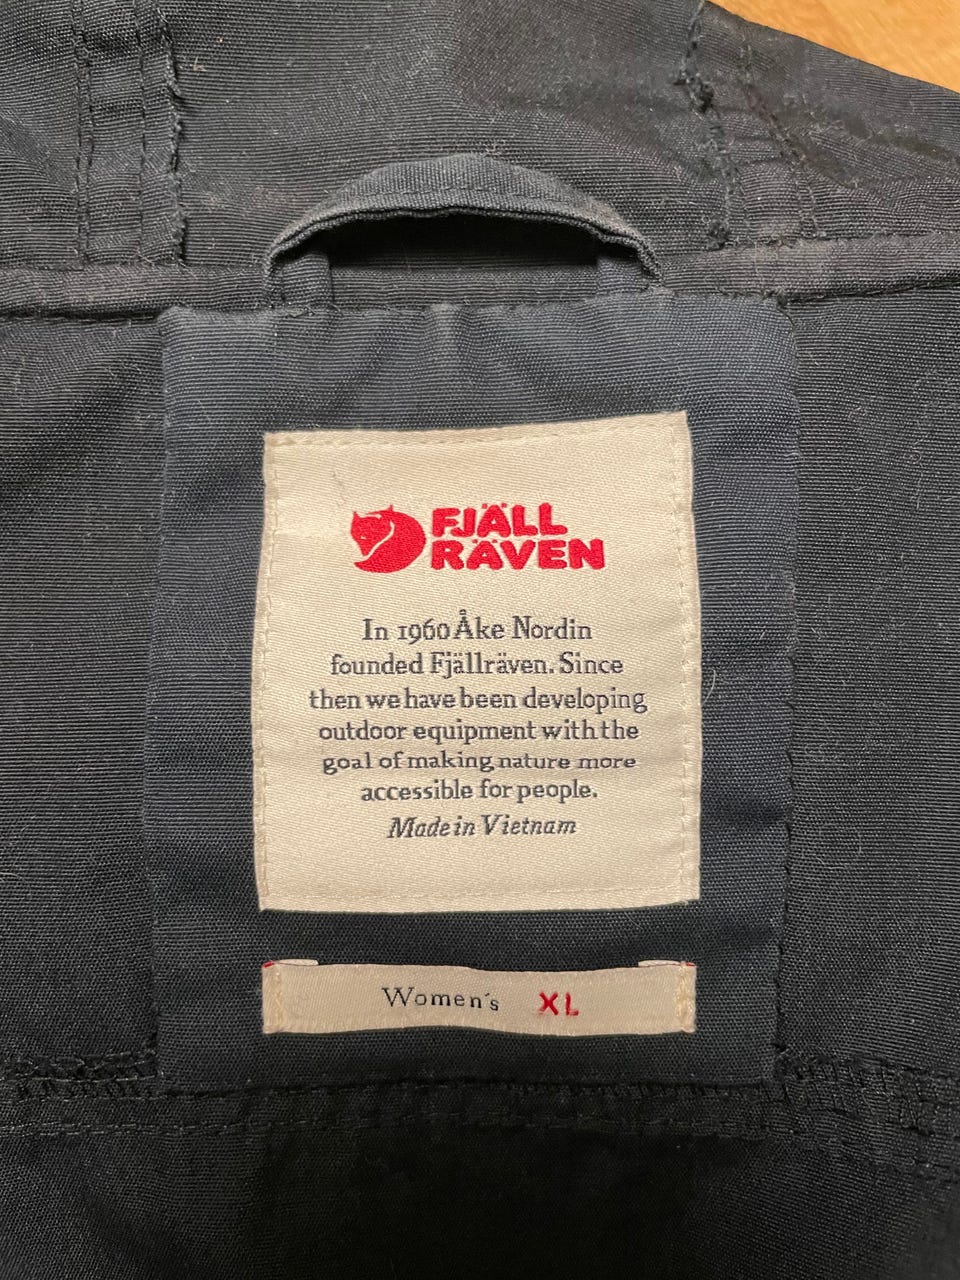 FJÄLL
RÄVEN
In 1960 Åke Nordin
founded Fjällräven. Since
then we have been developing
outdoor equipment with the
goal of making nature more
accessible for people.
Made in Vietnam
Women's XL